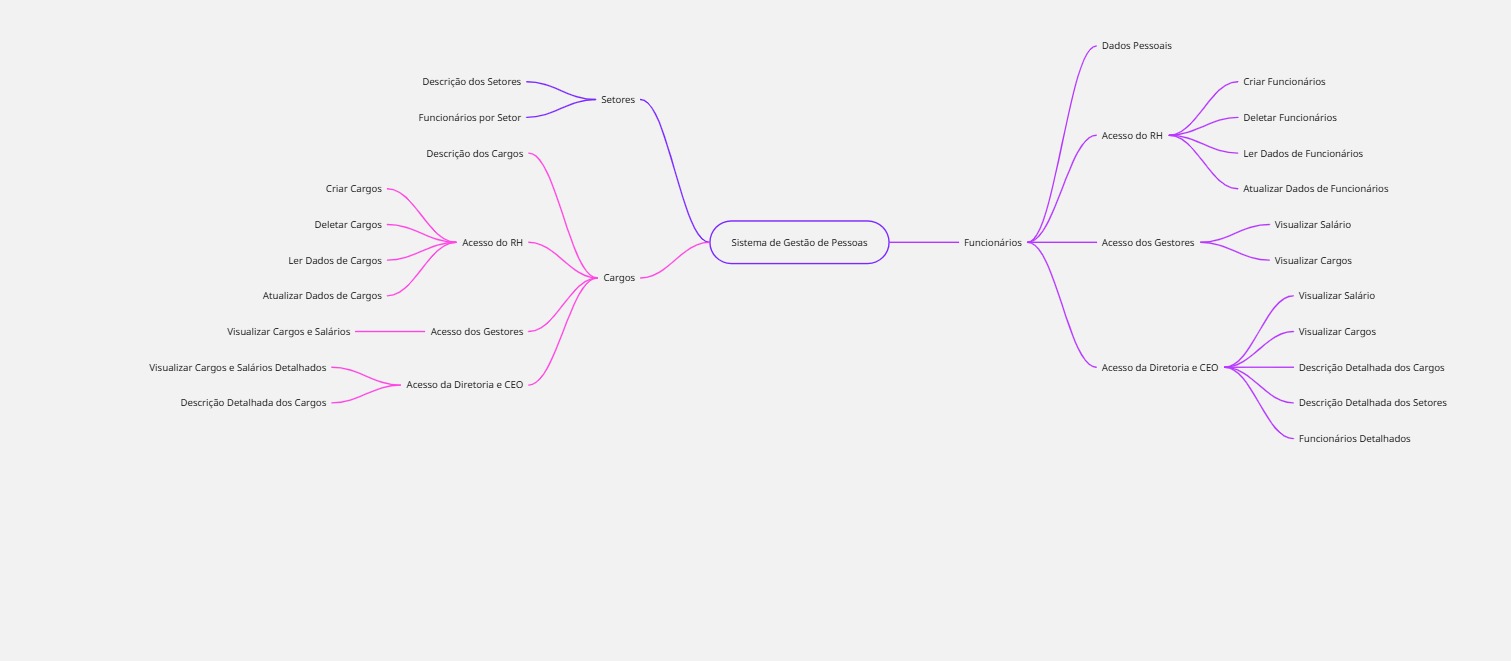 Sistema de Gestão de Pessoas
Setores
Descrição dos Setores
Funcionários por Setor
Cargos
Descrição dos Cargos
Acesso do RH
Criar Cargos
Deletar Cargos
Ler Dados de Cargos
Atualizar Dados de Cargos
Acesso dos Gestores
Visualizar Cargos e Salários
Acesso da Diretoria e CEO
Visualizar Cargos e Salários Detalhados
Descrição Detalhada dos Cargos
Funcionários
Dados Pessoais
Acesso do RH
Criar Funcionários
Deletar Funcionários
Ler Dados de Funcionários
Atualizar Dados de Funcionários
Acesso dos Gestores
Visualizar Salário
Visualizar Cargos
Acesso da Diretoria e CEO
Visualizar Salário
Visualizar Cargos
Descrição Detalhada dos Cargos
Descrição Detalhada dos Setores
Funcionários Detalhados